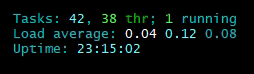 Tasks: 42, 38 thr; 1 running
Load average: 0.04 0.12 0.08
Uptime: 23:15:02